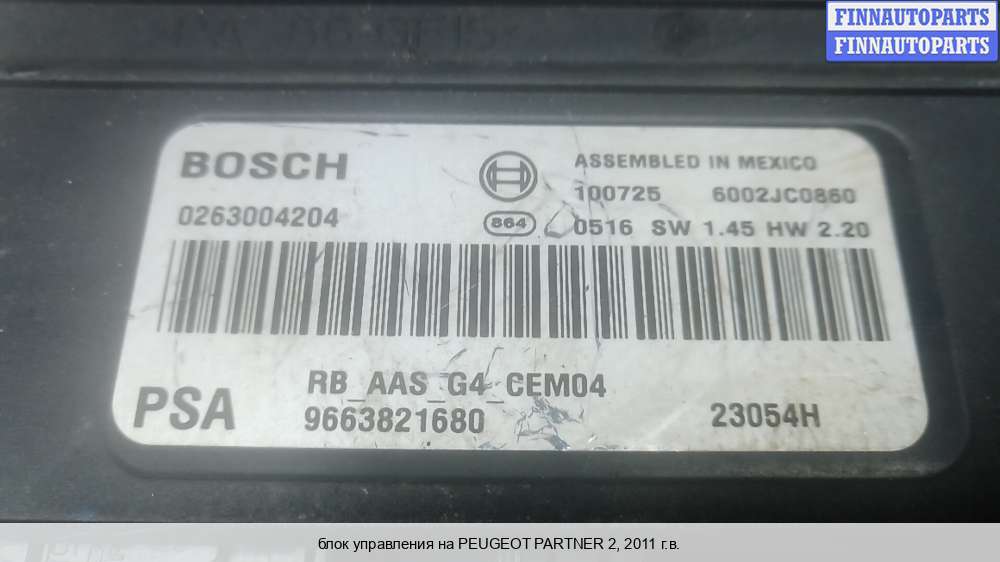 FINNAUTOPARTS
FINNAUTOPARTS
BOSCH
ASSEMBLED IN MEXICO
100725 6002JC0860
0263004204
864
0516 SW 1.45 HW 2.20
RB_AAS_G4_CEM04
PSA
9663821680
23054H
блок управления на PEUGEOT PARTNER 2, 2011 г.в.